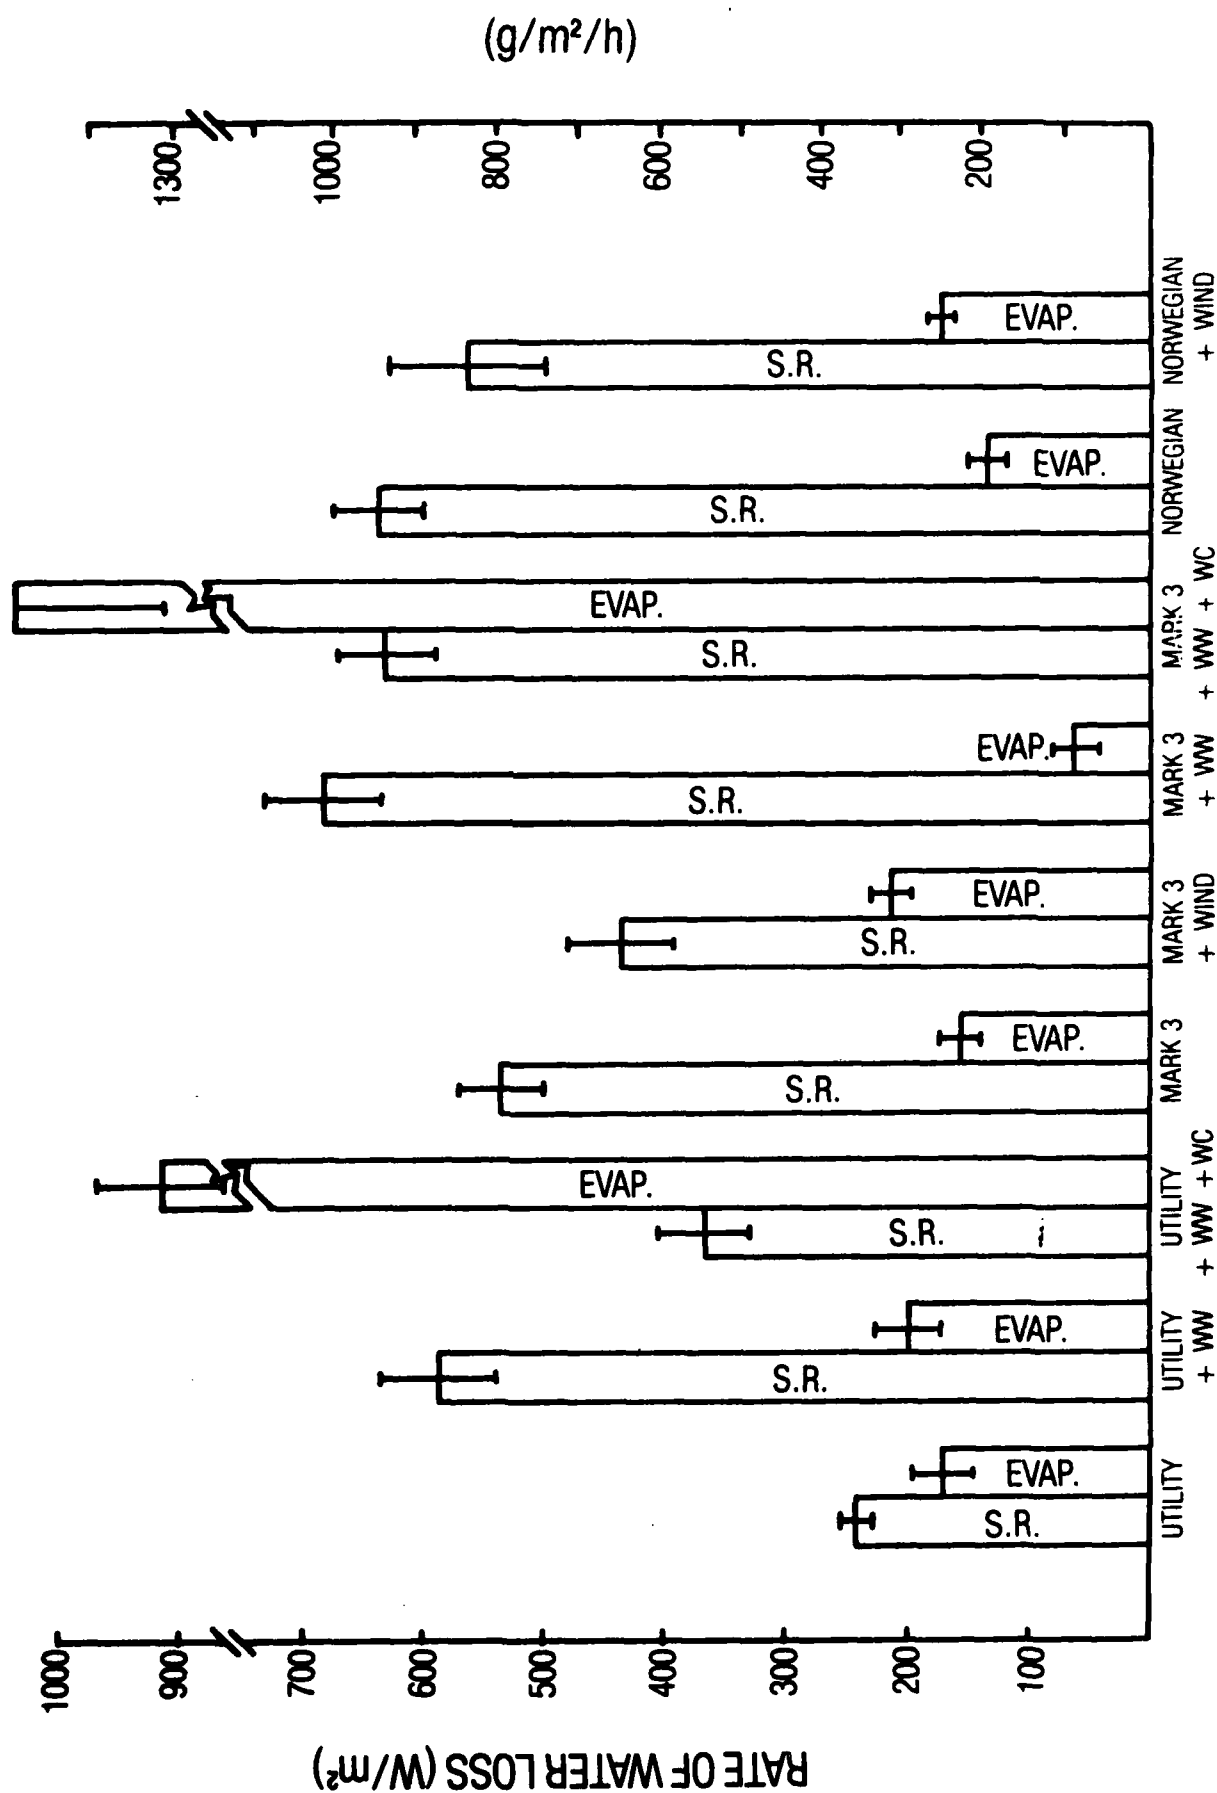 RATE OF WATER LOSS (W/m²)
1000
900
700
600
500
400
300
200
100
S.R.
EVAP.
S.R.
EVAP.
S.R.
EVAP.
S.R.
EVAP.
S.R.
EVAP.
S.R.
EVAP.
S.R.
EVAP.
S.R.
EVAP.
S.R.
EVAP.
UTILITY
UTILITY
+ WW
UTILITY
+ WW + WC
MARK 3
MARK 3
+ WIND
MARK 3
+ WW
MARK 3
+ WW + WC
NORWEGIAN
NORWEGIAN
+ WIND
1300
1000
800
600
400
200
(g/m²/h)